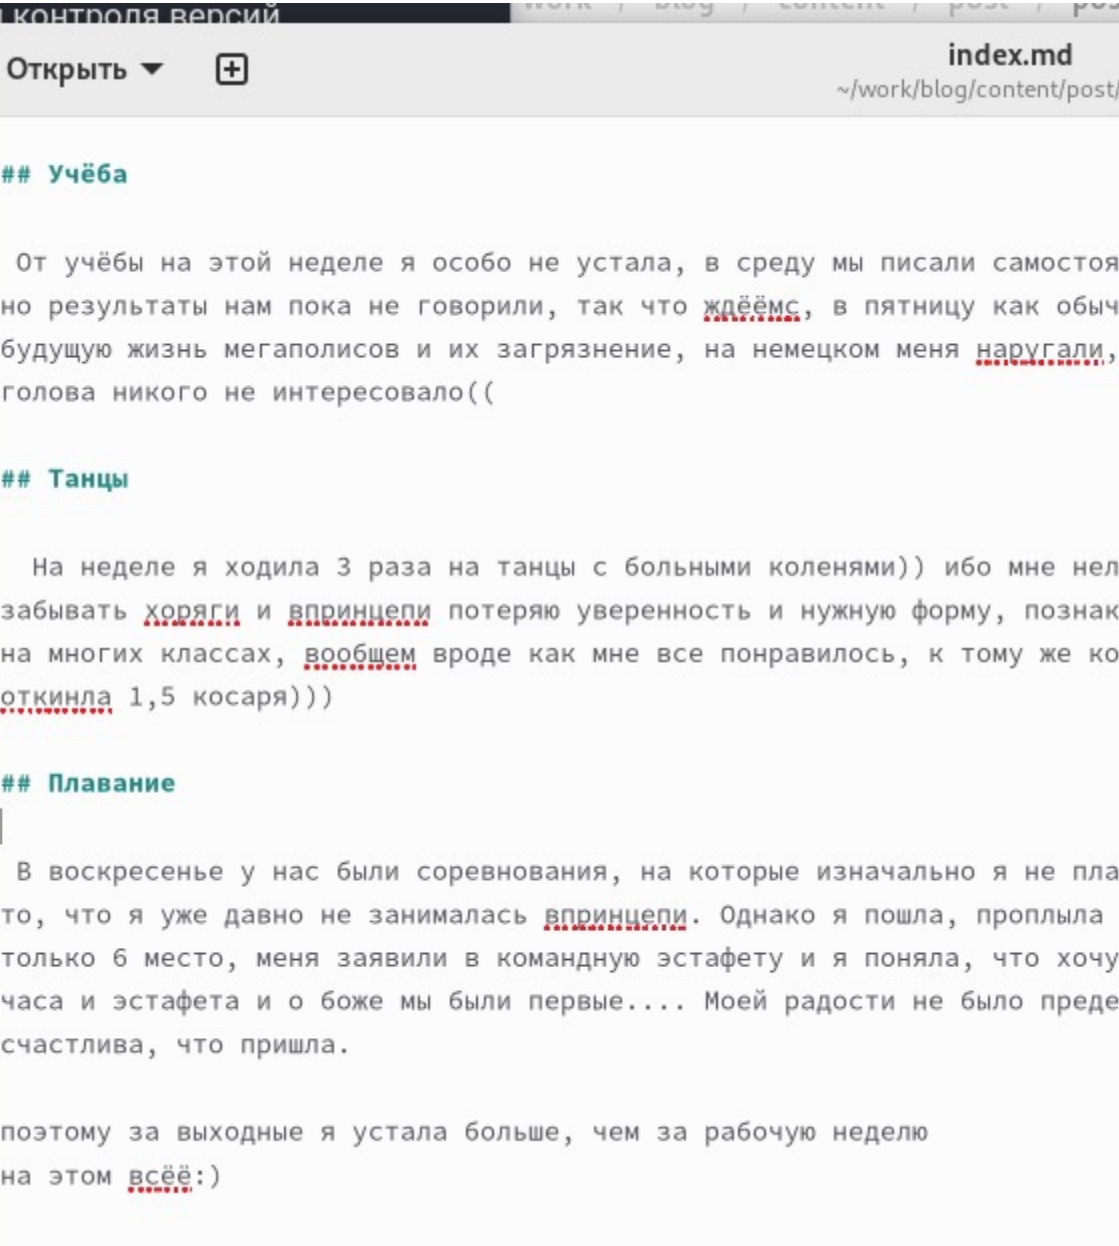 контроля версий
work / blog / content / post / pos
Открыть
index.md
~/work/blog/content/post/
## Учёба
От учёбы на этой неделе я особо не устала, в среду мы писали самостоя
но результаты нам пока не говорили, так что ждёёмс, в пятницу как обыч
будущую жизнь мегаполисов и их загрязнение, на немецком меня наругали,
голова никого не интересовало((
## Танцы
На неделе я ходила 3 раза на танцы с больными коленями)) ибо мне нел
забывать хоряги и впринцепи потеряю уверенность и нужную форму, познак
на многих классах, вообщем вроде как мне все понравилось, к тому же ко
откинла 1,5 косаря)))
## Плавание
В воскресенье у нас были соревнования, на которые изначально я не пла
то, что я уже давно не занималась впринцепи. Однако я пошла, проплыла
только 6 место, меня заявили в командную эстафету и я поняла, что хочу
часа и эстафета и о боже мы были первые.... Моей радости не было преде
счастлива, что пришла.
поэтому за выходные я устала больше, чем за рабочую неделю
на этом всёё:)